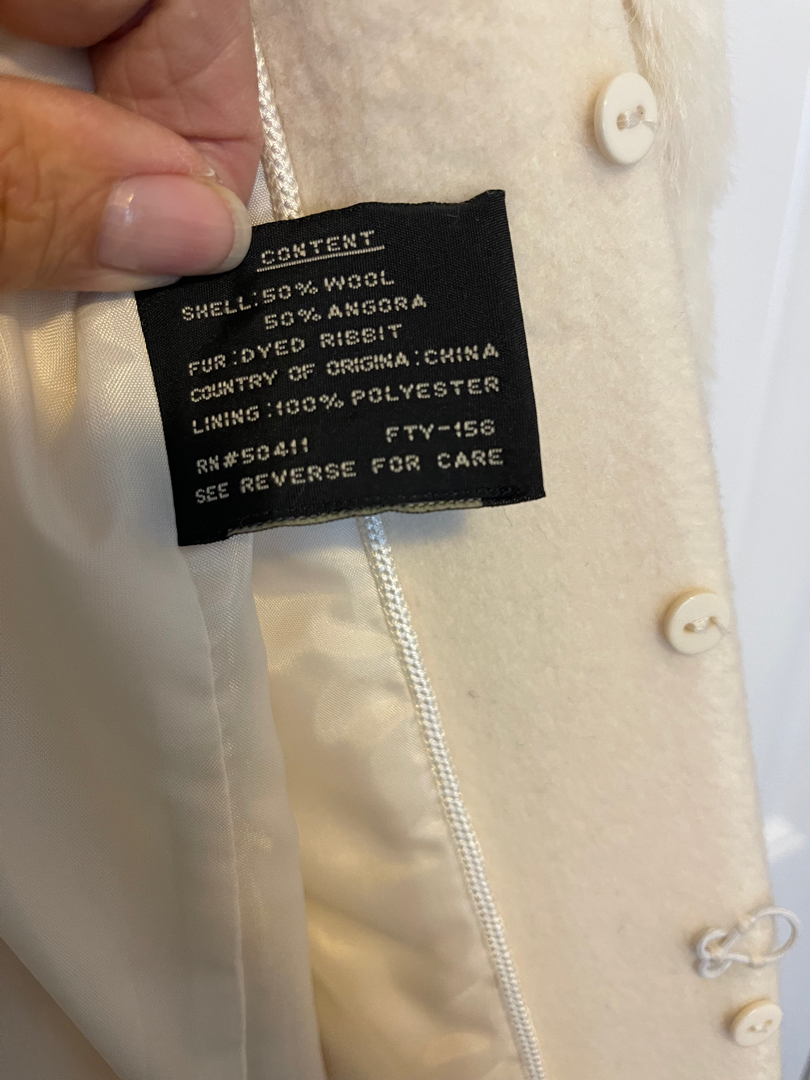 CONTENT
SHELL:50% WOOL
50% ANGORA
FUR:DYED RIBBIT
COUNTRY OF ORIGINA:CHINA
LINING:100% POLYESTER
RN#50411 FTY-156
SEE REVERSE FOR CARE